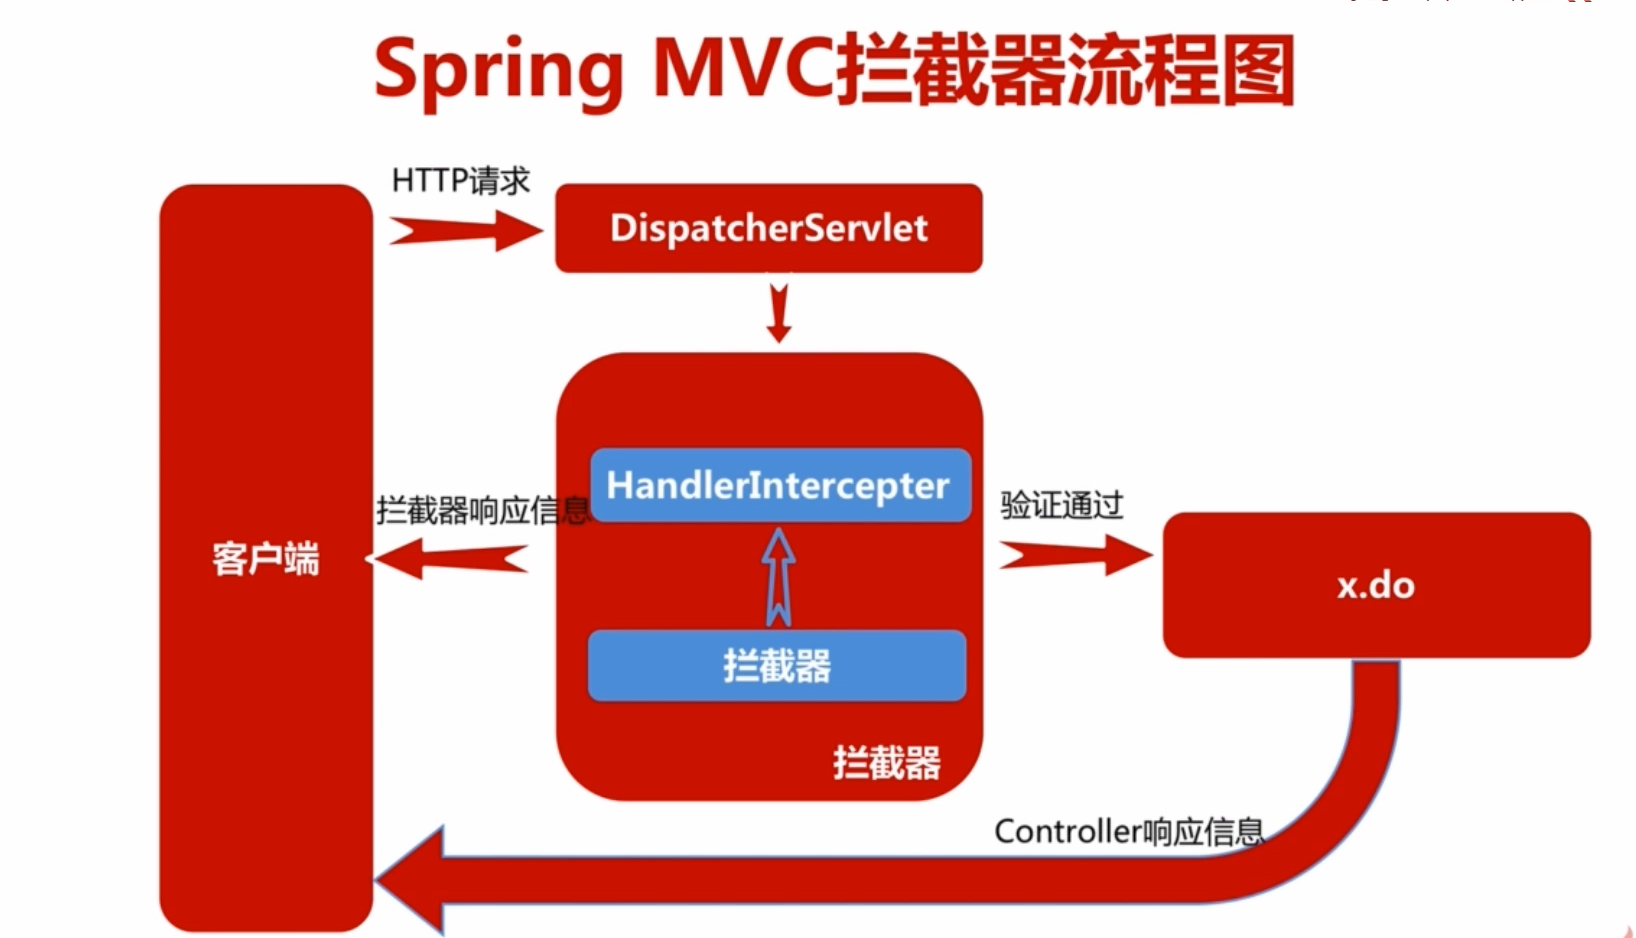 Spring MVC拦截器流程图
HTTP请求
DispatcherServlet
HandlerIntercepter
拦截器响应信息
验证通过
客户端
x.do
拦截器
拦截器
Controller响应信息